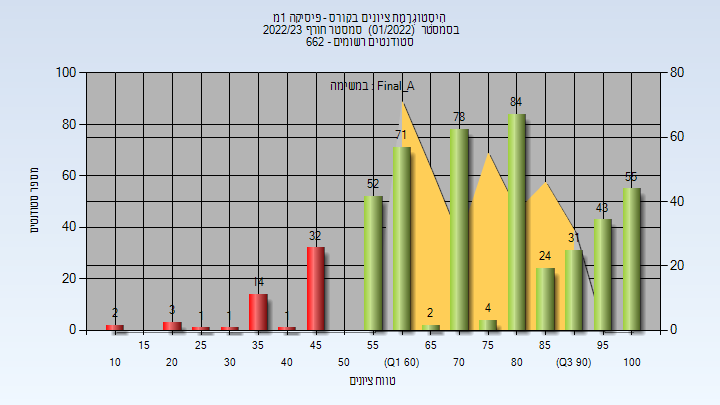 היסטוגרמת ציונים בקורס - פיסיקה 1מ
בסמסטר (01/2022) סמסטר חורף 2022/23
סטודנטים רשומים - 662
במשימה : Final_A
100 80 60 40 20 0
מספר סטודנטים
80 60 40 20 0
2 3 1 1 14 1 32 52 71 2 78 4 84 24 31 43 55
15 25 35 45 55 65 75 85 95
10 20 30 40 50 (Q1 60) 70 80 (Q3 90) 100
טווח ציונים